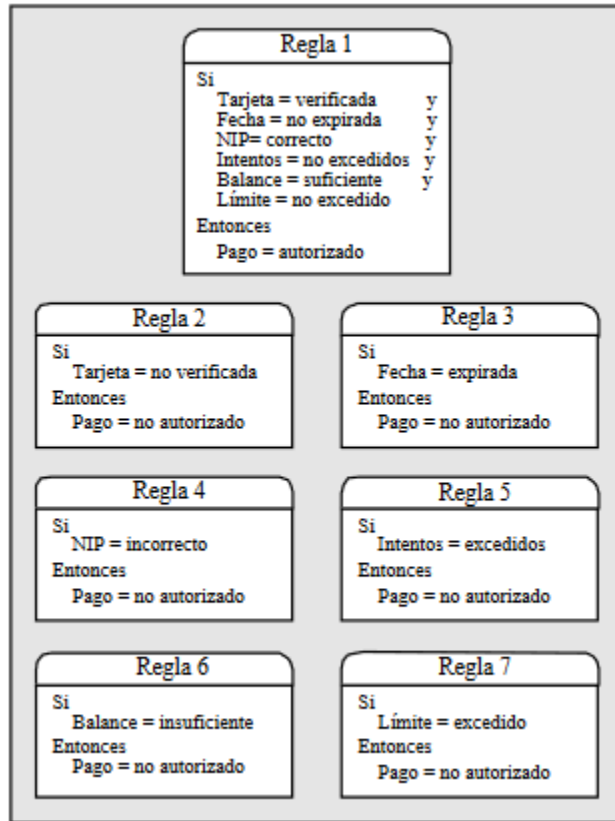 Regla 1
Si
Tarjeta = verificada y
Fecha = no expirada y
NIP= correcto y
Intentos = no excedidos y
Balance = suficiente y
Límite = no excedido
Entonces
Pago = autorizado
Regla 2
Si
Tarjeta = no verificada
Entonces
Pago = no autorizado
Regla 3
Si
Fecha = expirada
Entonces
Pago = no autorizado
Regla 4
Si
NIP = incorrecto
Entonces
Pago = no autorizado
Regla 5
Si
Intentos = excedidos
Entonces
Pago = no autorizado
Regla 6
Si
Balance = insuficiente
Entonces
Pago = no autorizado
Regla 7
Si
Límite = excedido
Entonces
Pago = no autorizado